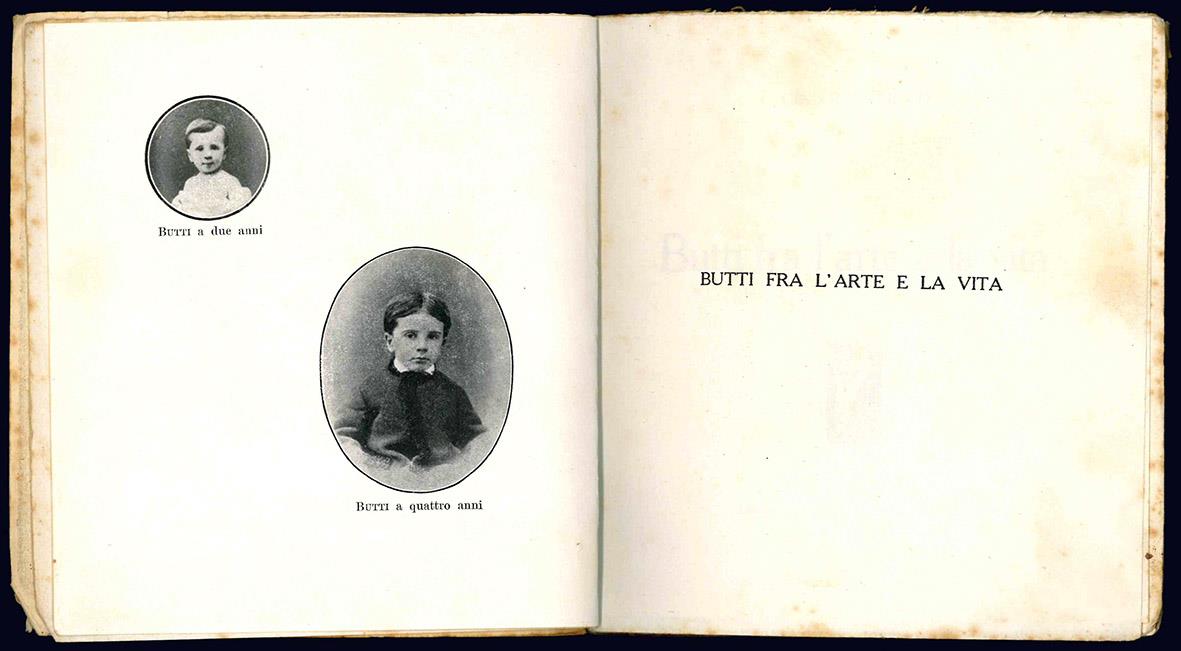 BUTTI a due anni
BUTTI a quattro anni
BUTTI FRA L'ARTE E LA VITA